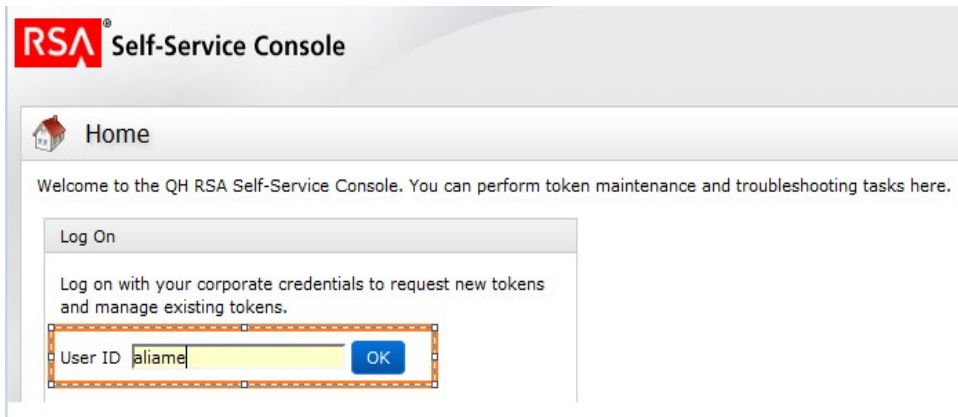 RSA® Self-Service Console
Home
Welcome to the QH RSA Self-Service Console. You can perform token maintenance and troubleshooting tasks here.
Log On
Log on with your corporate credentials to request new tokens
and manage existing tokens.
User ID aliame OK